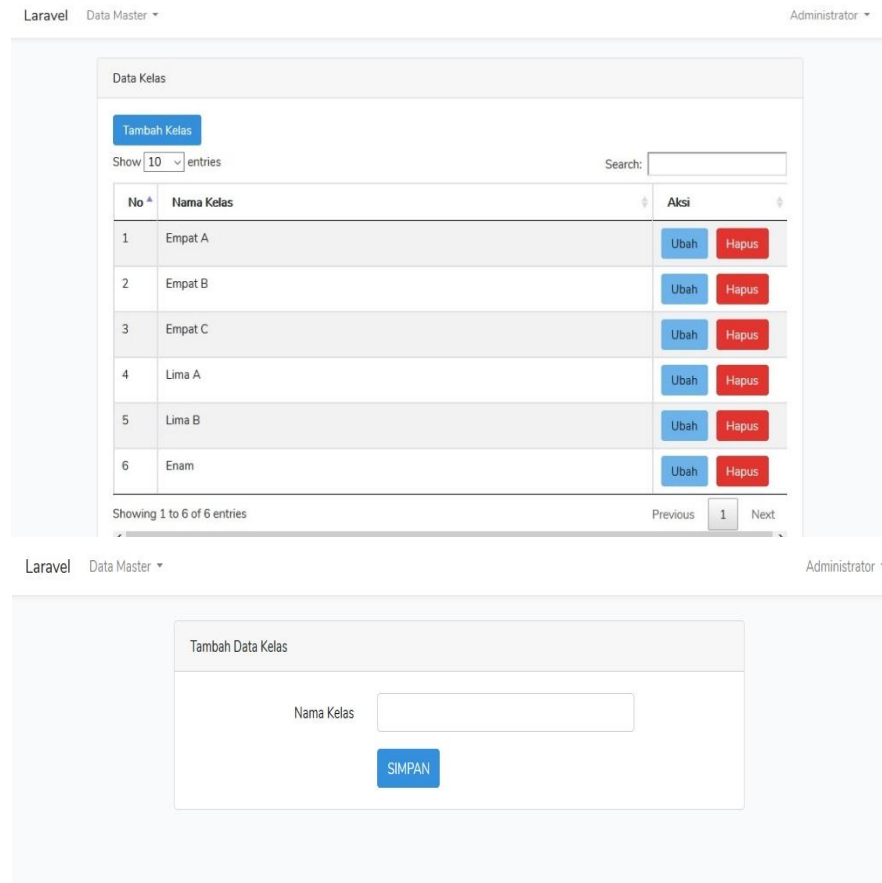 Laravel Data Master Administrator
Data Kelas
Tambah Kelas
Show 10 entries Search:
No Nama Kelas Aksi
1 Empat A Ubah Hapus
2 Empat B Ubah Hapus
3 Empat C Ubah Hapus
4 Lima A Ubah Hapus
5 Lima B Ubah Hapus
6 Enam Ubah Hapus
Showing 1 to 6 of 6 entries Previous 1 Next
Laravel Data Master Administrator
Tambah Data Kelas
Nama Kelas
SIMPAN